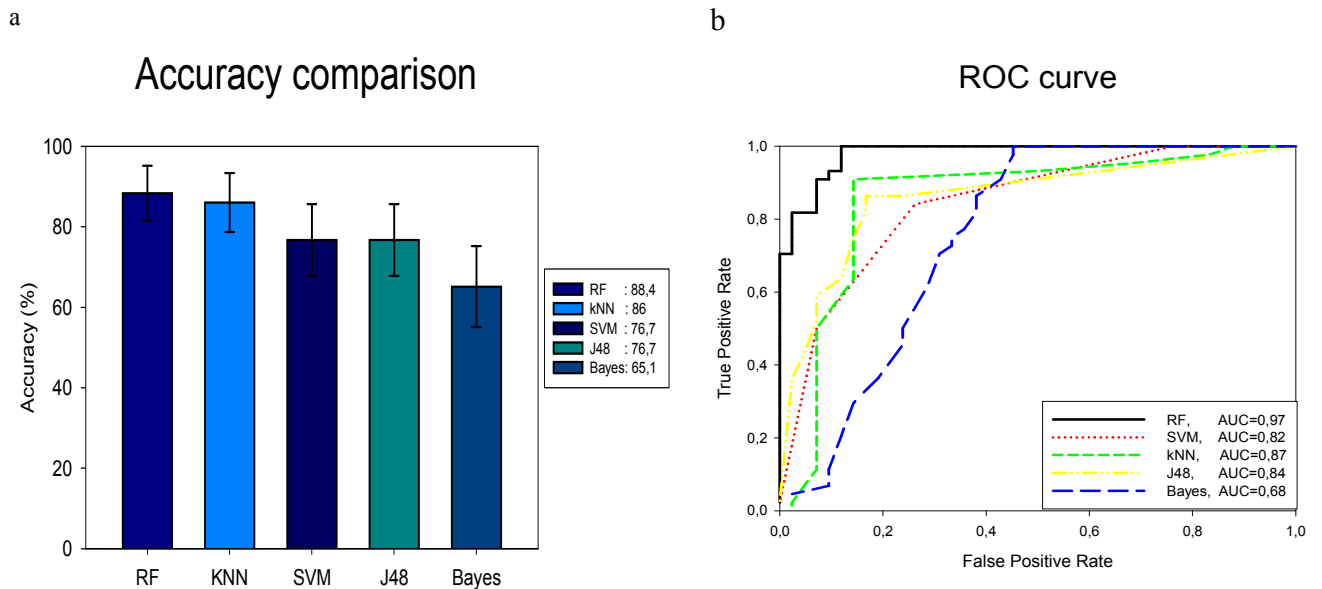 a
Accuracy comparison
Accuracy (%)
100
80
60
40
20
0
RF
KNN
SVM
J48
Bayes
RF : 88,4
kNN : 86
SVM : 76,7
J48 : 76,7
Bayes: 65,1
b
ROC curve
True Positive Rate
1,0
0,8
0,6
0,4
0,2
0,0
0,0
0,2
0,4
0,6
0,8
1,0
False Positive Rate
RF, AUC=0,97
SVM, AUC=0,82
kNN, AUC=0,87
J48, AUC=0,84
Bayes, AUC=0,68